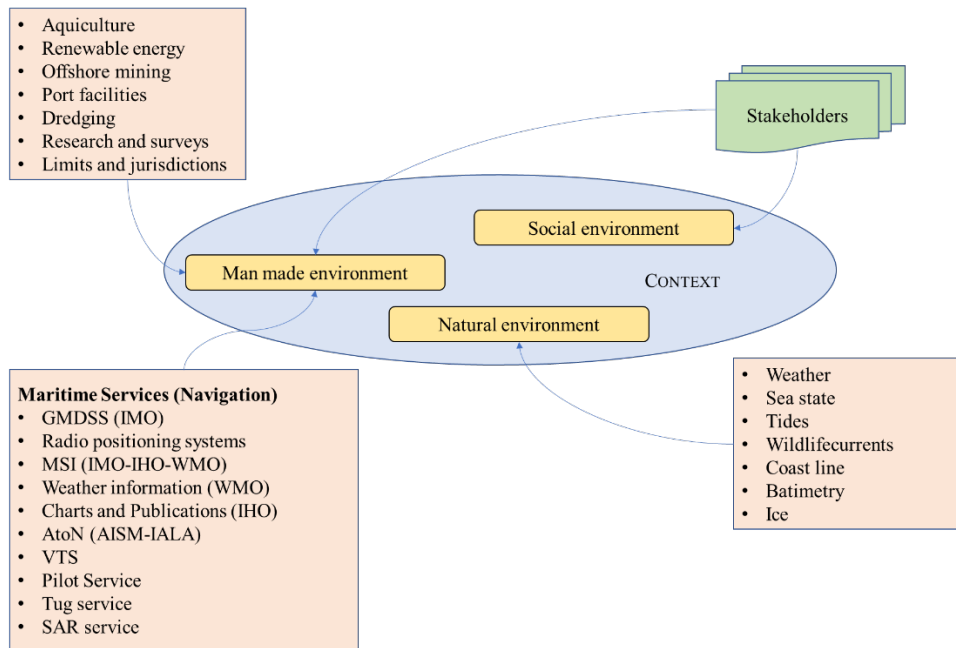 • Aquiculture
• Renewable energy
• Offshore mining
• Port facilities
• Dredging
• Research and surveys
• Limits and jurisdictions
Stakeholders
Social environment
Man made environment
CONTEXT
Natural environment
Maritime Services (Navigation)
• GMDSS (IMO)
• Radio positioning systems
• MSI (IMO-IHO-WMO)
• Weather information (WMO)
• Charts and Publications (IHO)
• AtoN (AISM-IALA)
• VTS
• Pilot Service
• Tug service
• SAR service
• Weather
• Sea state
• Tides
• Wildlifecurrents
• Coast line
• Batimetry
• Ice